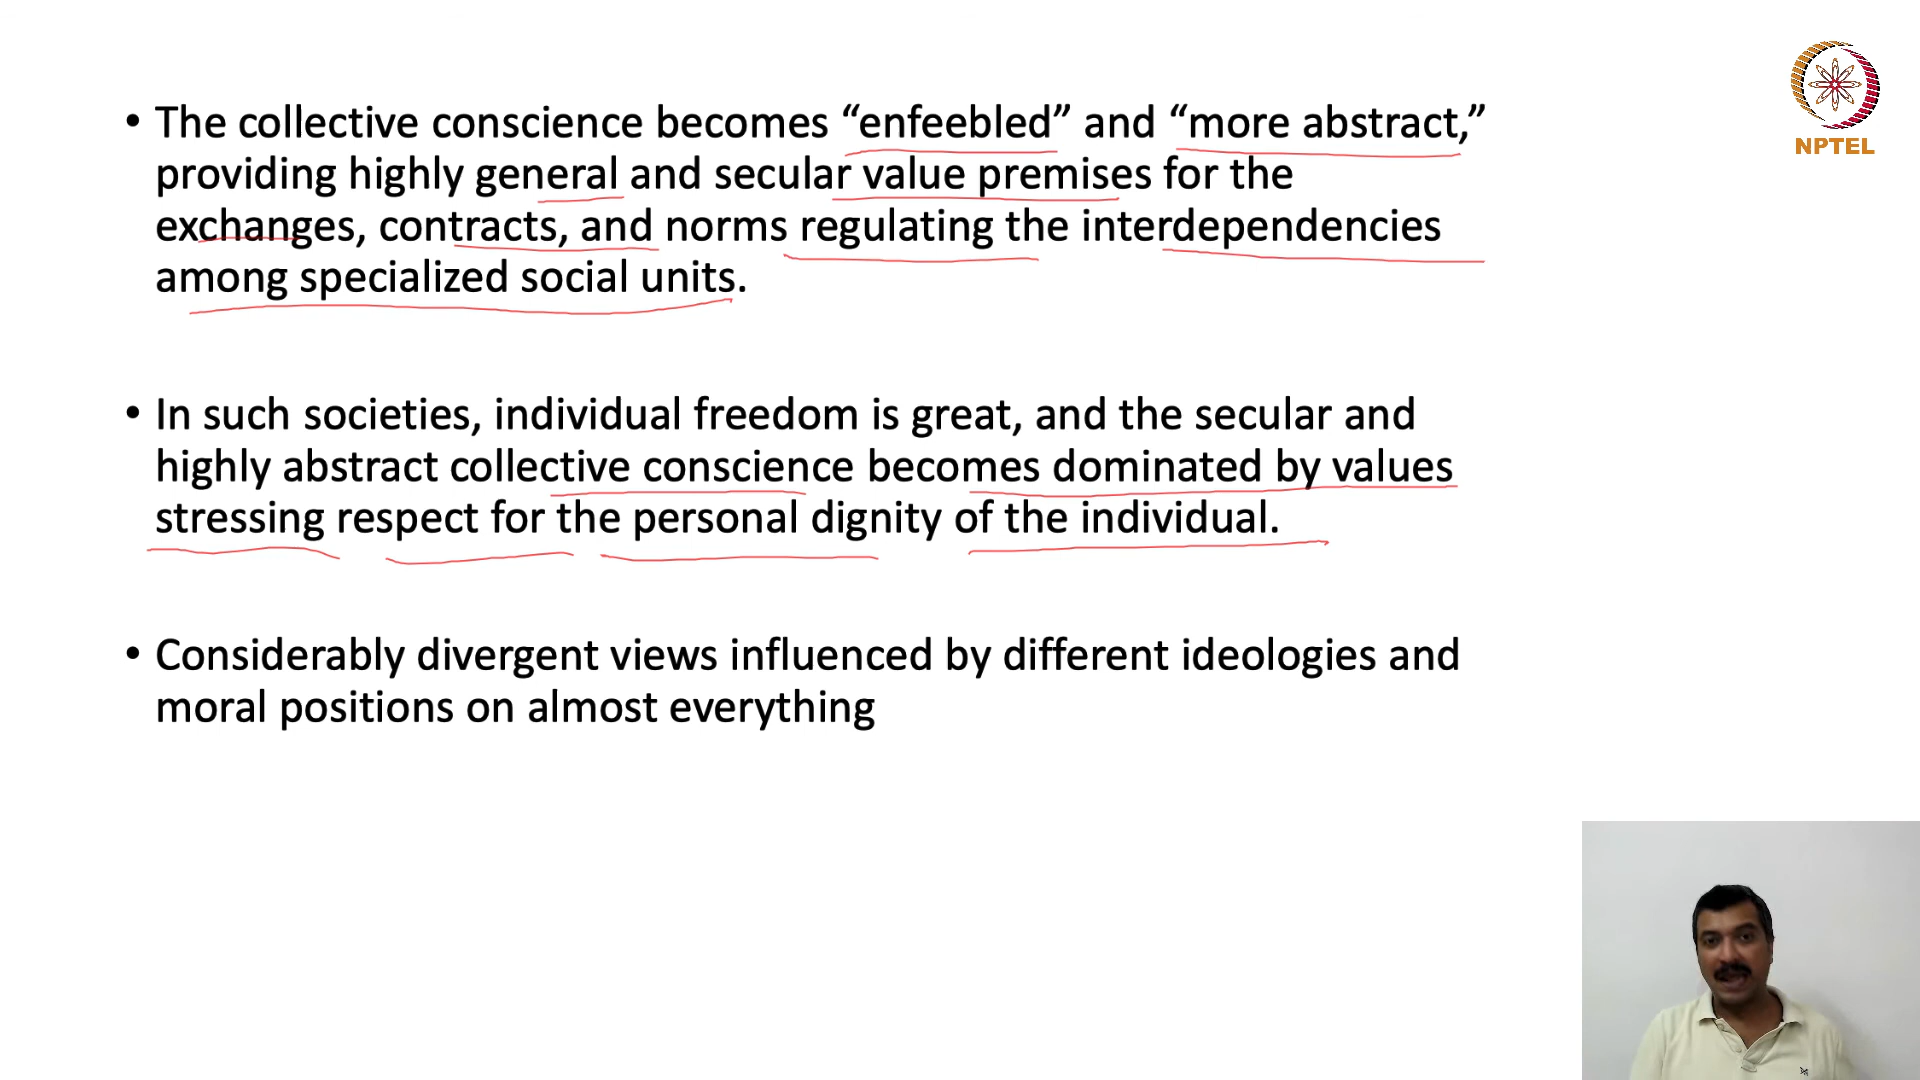 • The collective conscience becomes “enfeebled” and “more abstract,”
providing highly general and secular value premises for the
exchanges, contracts, and norms regulating the interdependencies
among specialized social units.
• In such societies, individual freedom is great, and the secular and
highly abstract collective conscience becomes dominated by values
stressing respect for the personal dignity of the individual.
• Considerably divergent views influenced by different ideologies and
moral positions on almost everything
NPTEL